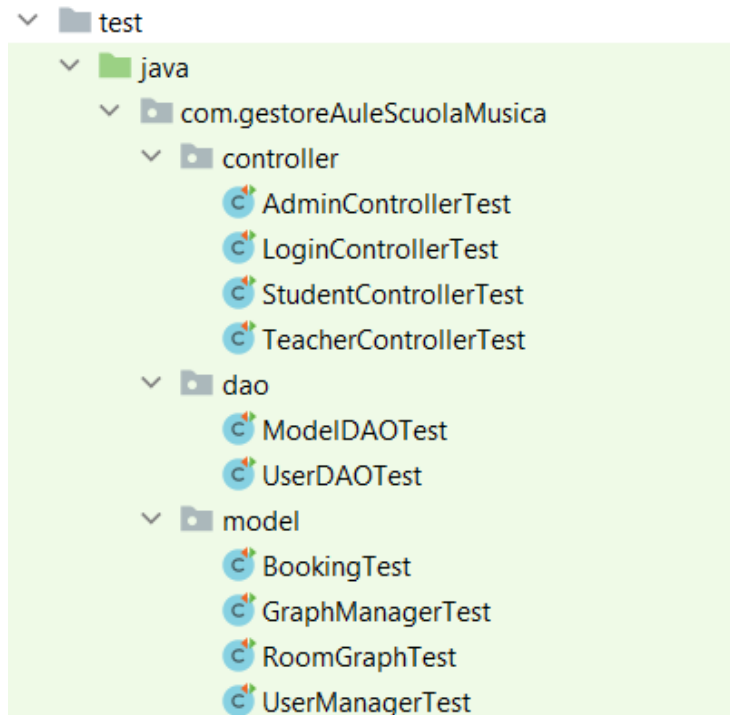 test
java
com.gestoreAuleScuolaMusica
controller
AdminControllerTest
LoginControllerTest
StudentControllerTest
TeacherControllerTest
dao
ModelDAOTest
UserDAOTest
model
BookingTest
GraphManagerTest
RoomGraphTest
UserManagerTest